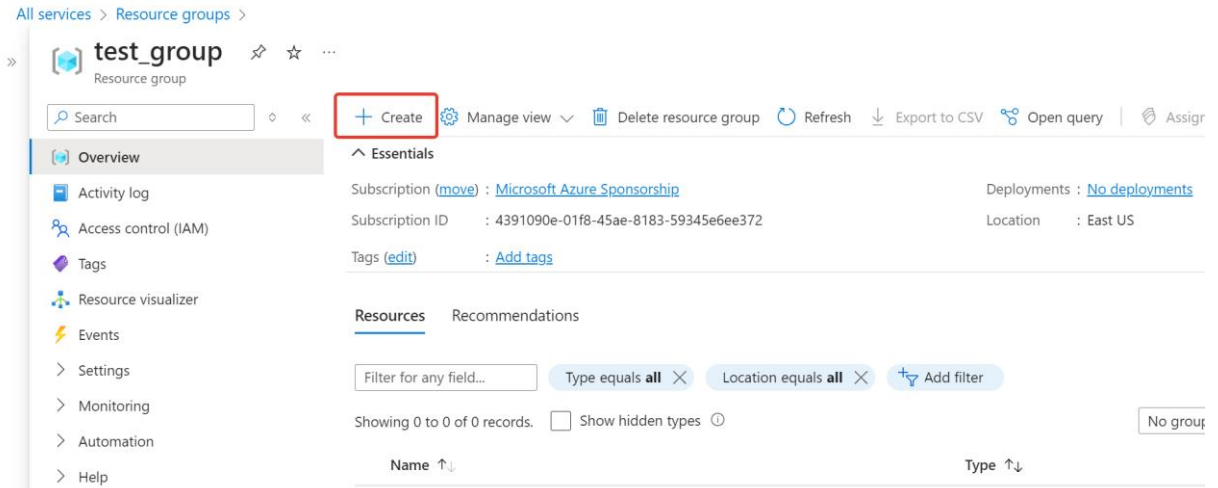 All services > Resource groups >
test_group ...
Resource group
Search
+ Create Manage view Delete resource group Refresh Export to CSV Open query Assign
Overview
Essentials
Activity log
Subscription (move) : Microsoft Azure Sponsorship Deployments : No deployments
Access control (IAM)
Subscription ID : 4391090e-01f8-45ae-8183-59345e6ee372 Location : East US
Tags
Tags (edit) : Add tags
Resource visualizer
Resources Recommendations
Events
Settings
Filter for any field... Type equals all Location equals all Add filter
Monitoring
Showing 0 to 0 of 0 records. Show hidden types No group
Automation
Name ↑↓ Type ↑↓
Help